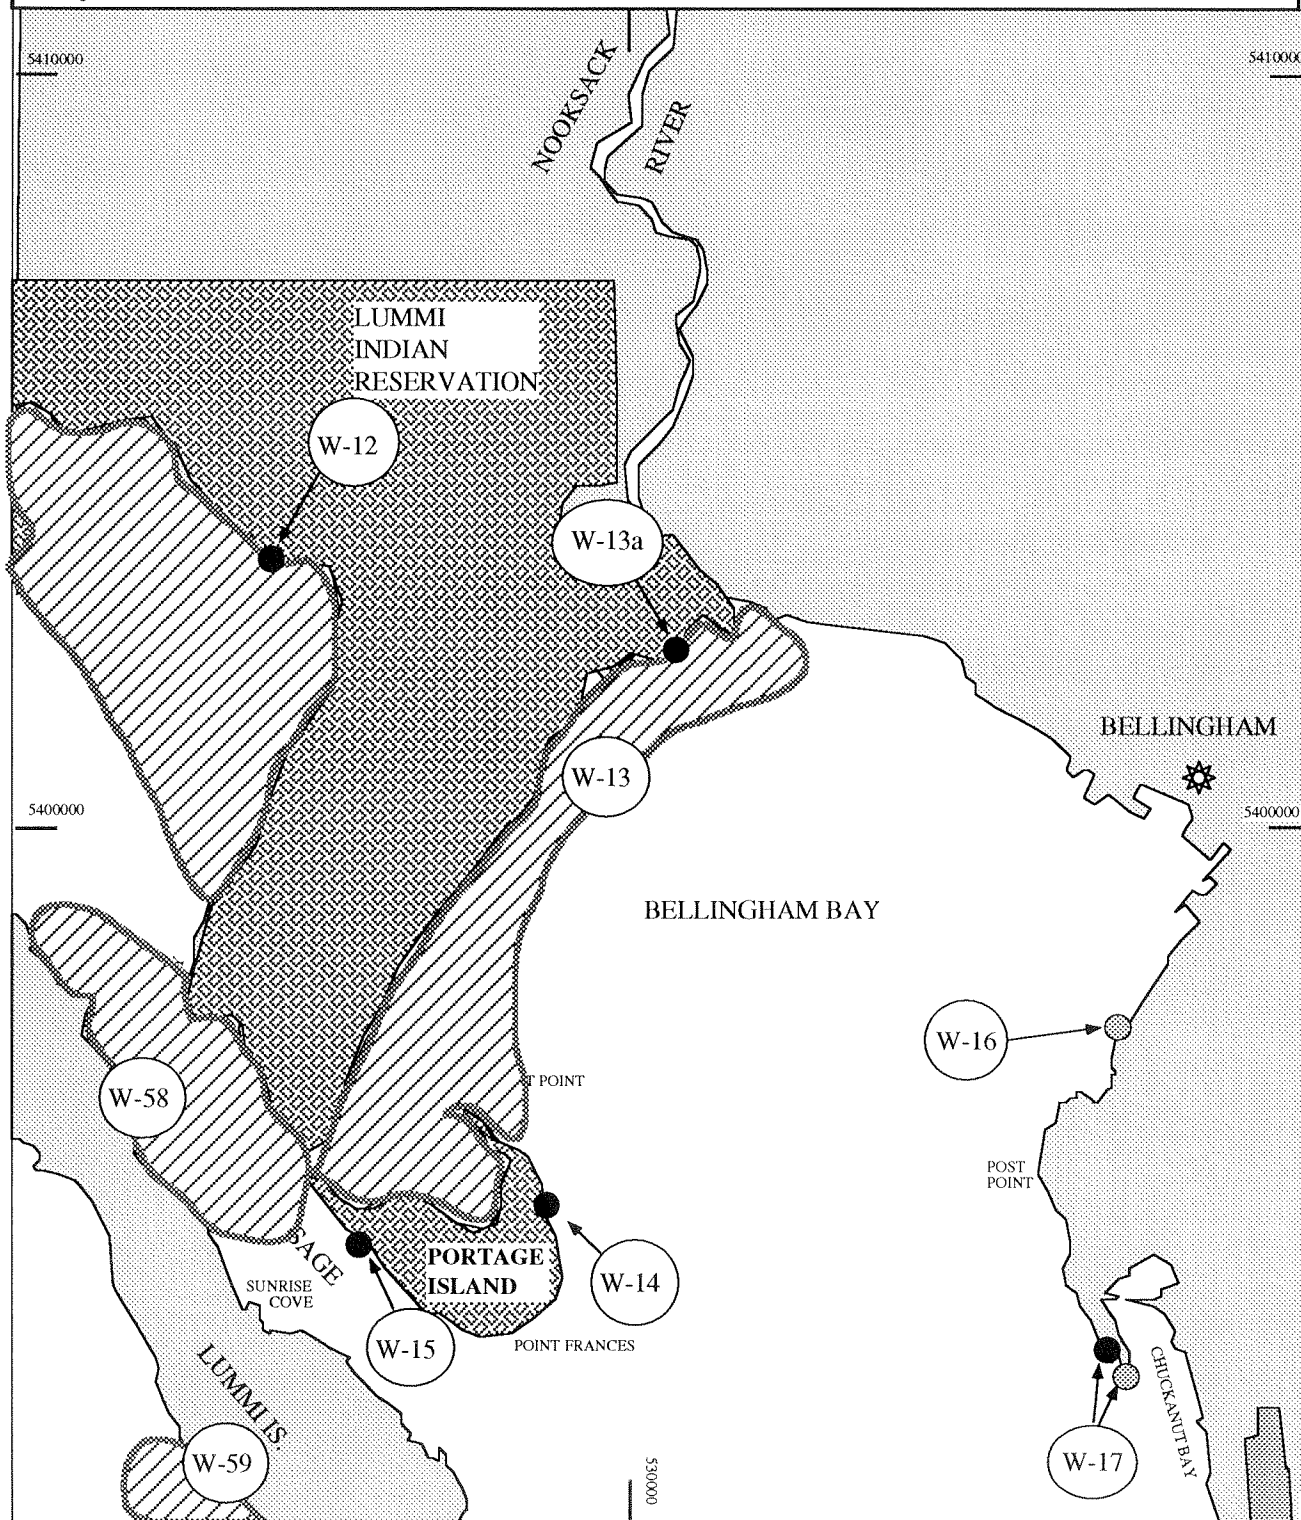 5410000
5410000
NOOKSACK
RIVER
LUMMI
INDIAN
RESERVATION
W-12
W-13a
BELLINGHAM
W-13
5400000
5400000
BELLINGHAM BAY
W-16
T POINT
W-58
POST
POINT
SAGE
PORTAGE
ISLAND
W-14
SUNRISE
COVE
W-15
POINT FRANCES
LUMMI IS.
CHUCKANUT BAY
W-59
530000
W-17